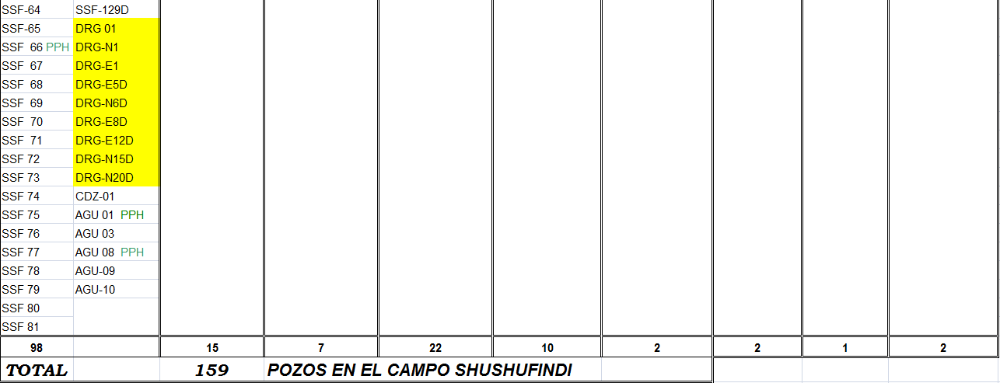 SSF-64 SSF-129D
SSF-65 DRG 01
SSF  66 PPH DRG-N1
SSF  67 DRG-E1
SSF  68 DRG-E5D
SSF  69 DRG-N6D
SSF  70 DRG-E8D
SSF  71 DRG-E12D
SSF 72 DRG-N15D
SSF 73 DRG-N20D
SSF 74 CDZ-01
SSF 75 AGU 01  PPH
SSF 76 AGU 03
SSF 77 AGU 08  PPH
SSF 78 AGU-09
SSF 79 AGU-10
SSF 80
SSF 81
98 15 7 22 10 2 2 1 2
TOTAL 159 POZOS EN EL CAMPO SHUSHUFINDI